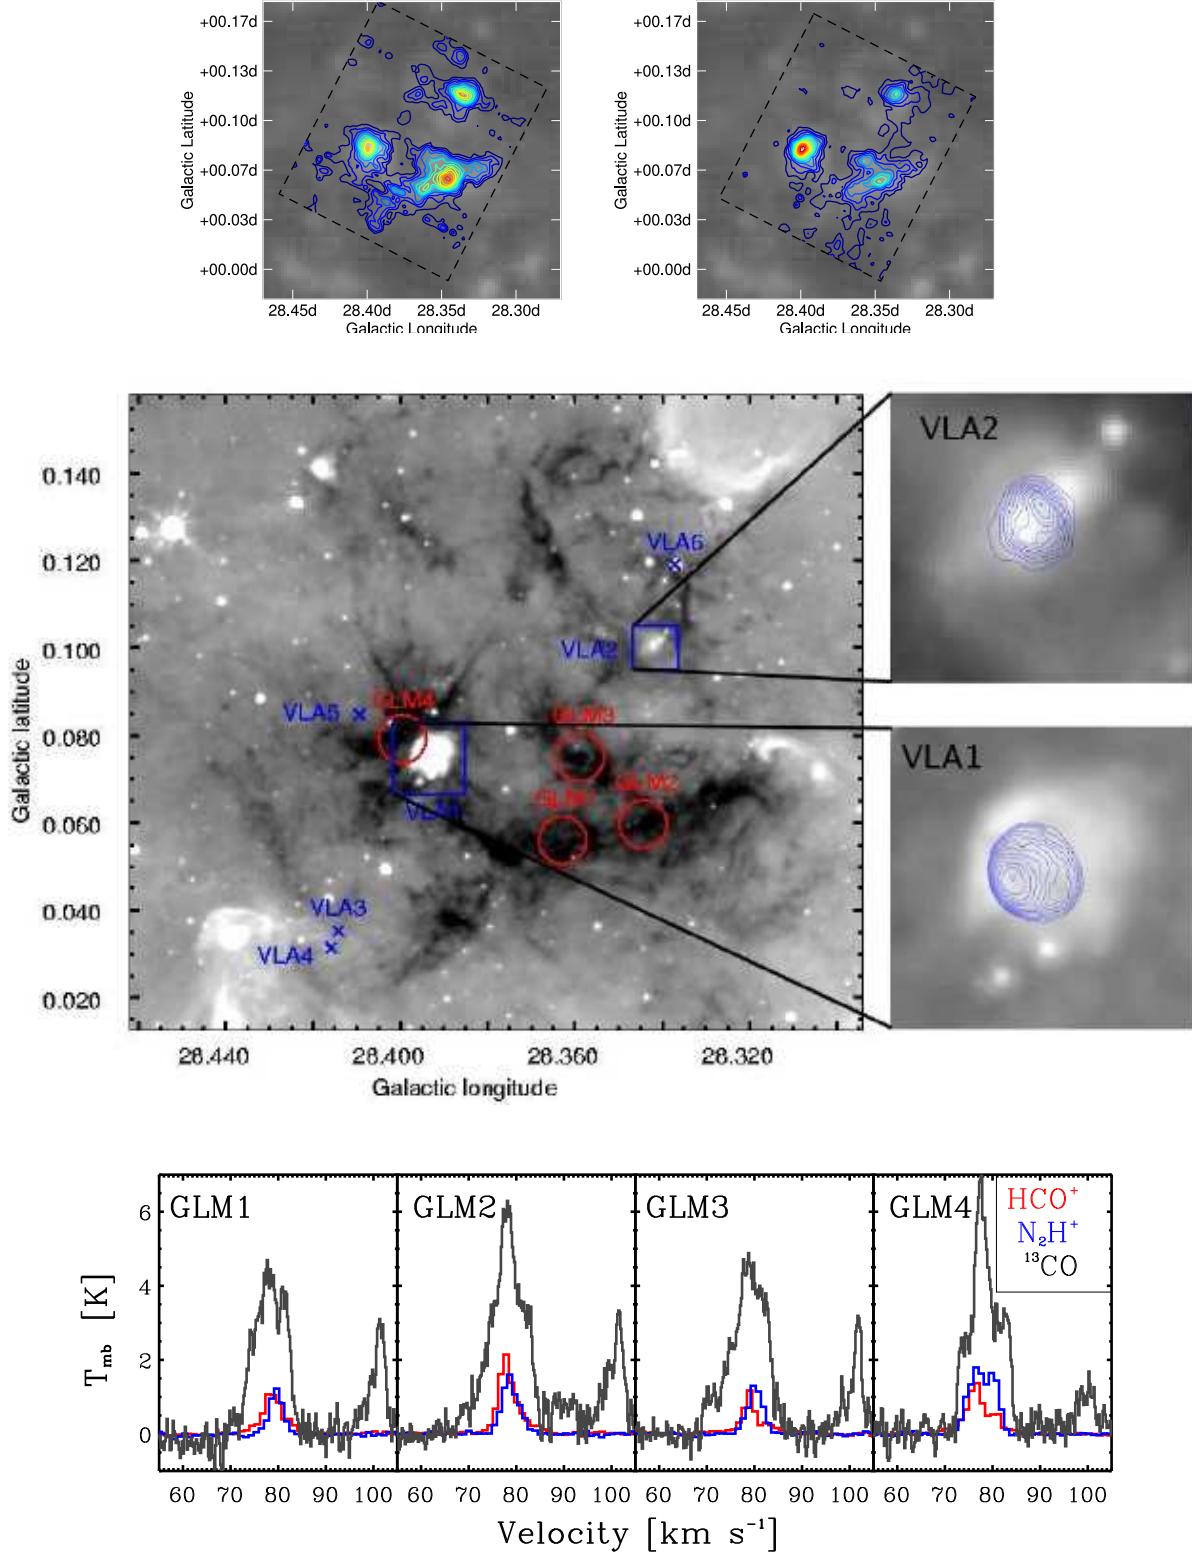 +00.17d
+00.13d
+00.10d
+00.07d
+00.03d
+00.00d
Galactic Latitude
28.45d 28.40d 28.35d 28.30d
Galactic Longitude
+00.17d
+00.13d
+00.10d
+00.07d
+00.03d
+00.00d
Galactic Latitude
28.45d 28.40d 28.35d 28.30d
Galactic Longitude
0.140
0.120
0.100
0.080
0.060
0.040
0.020
Galactic latitude
VLA6
VLA2
GLM4
VLA5
GLM3
GLM2
VLA3
VLA4
28.440 28.400 28.360 28.320
Galactic longitude
VLA2
VLA1
GLM1 GLM2 GLM3 GLM4
HCO⁺
N₂H⁺
¹³CO
6
4
2
0
T_mb [K]
60 70 80 90 100 60 70 80 90 100 60 70 80 90 100 60 70 80 90 100
Velocity [km s⁻¹]